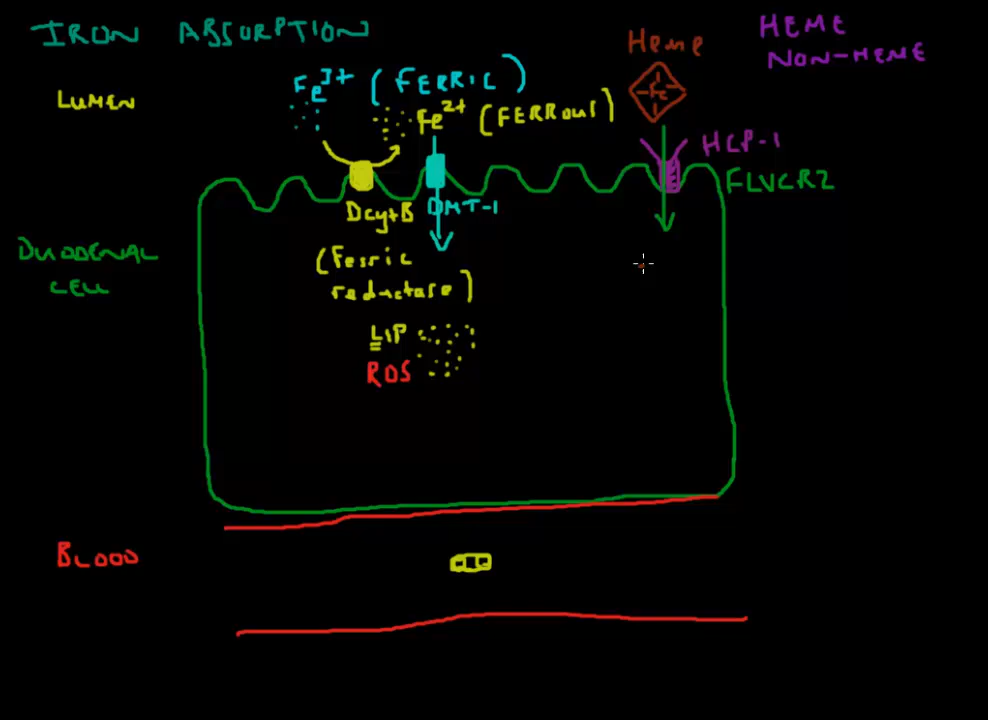 IRON ABSORPTION
HEME
NON-HEME
Heme
Fe
LUMEN
Fe3+ (FERRIC)
Fe2+ (FERROUS)
HCP-1
FLVCR2
DcytB
DMT-1
DUODENAL
CELL
(Ferric
reductase)
LIP
ROS
BLOOD